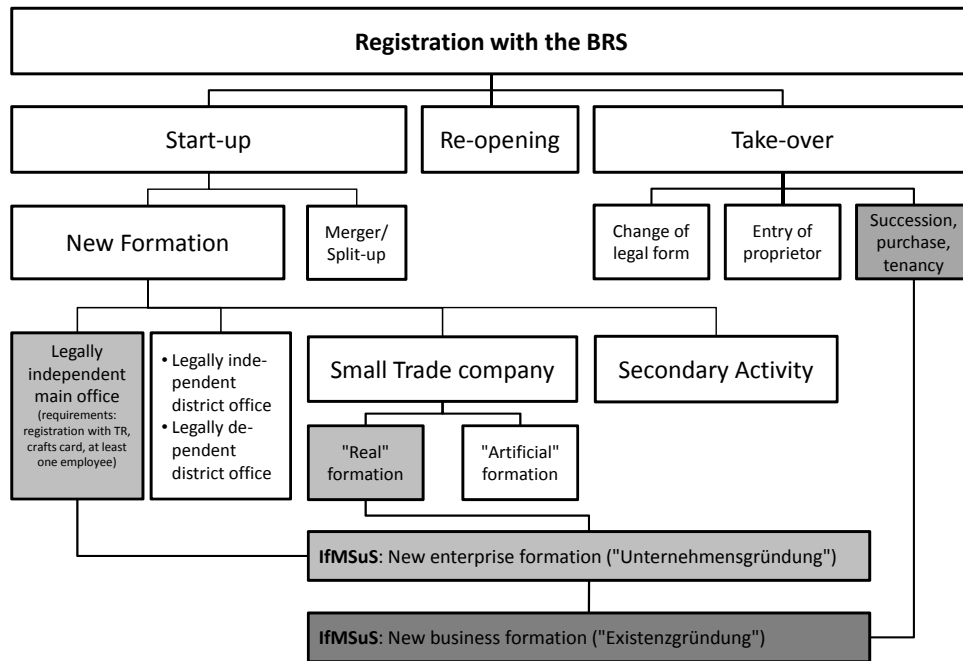 Registration with the BRS
Start-up
Re-opening
Take-over
New Formation
Merger/
Split-up
Change of
legal form
Entry of
proprietor
Succession,
purchase,
tenancy
Legally
independent
main office
(requirements:
registration with TR,
crafts card, at least
one employee)
• Legally inde-
pendent
district office
• Legally de-
pendent
district office
Small Trade company
Secondary Activity
"Real"
formation
"Artificial"
formation
IfMSuS: New enterprise formation ("Unternehmensgründung")
IfMSuS: New business formation ("Existenzgründung")